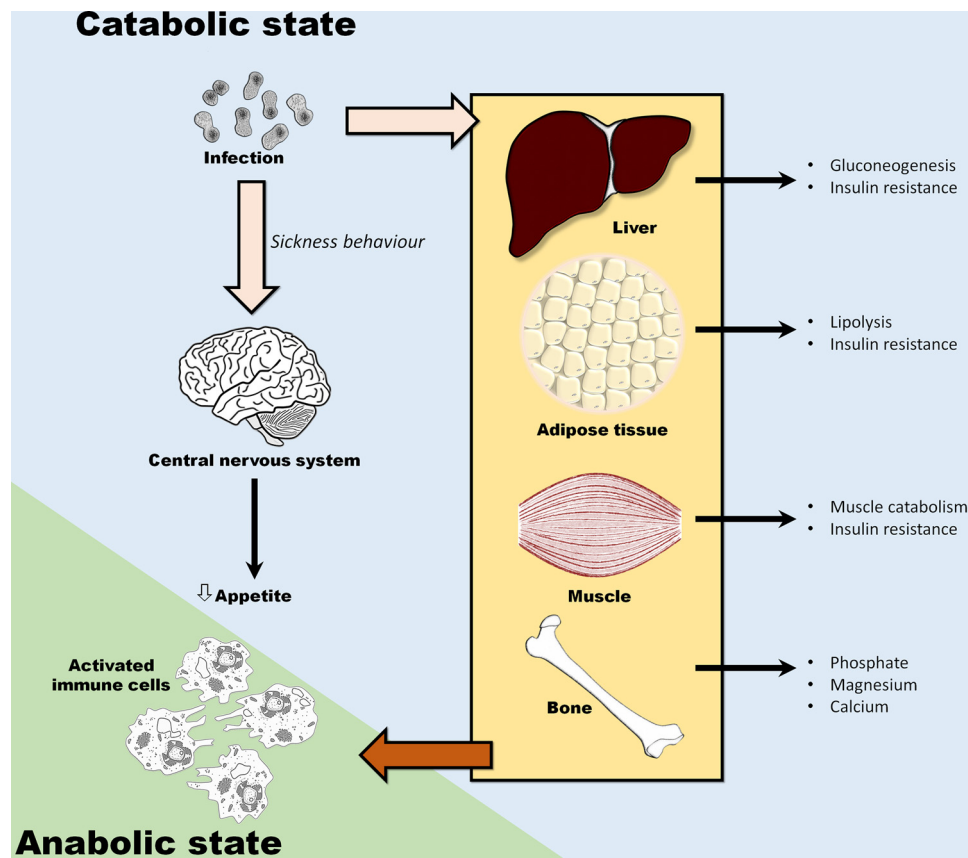 Catabolic state
Infection
Sickness behaviour
Central nervous system
Appetite
Activated
immune cells
Anabolic state
Liver
Adipose tissue
Muscle
Bone
• Gluconeogenesis
• Insulin resistance
• Lipolysis
• Insulin resistance
• Muscle catabolism
• Insulin resistance
• Phosphate
• Magnesium
• Calcium